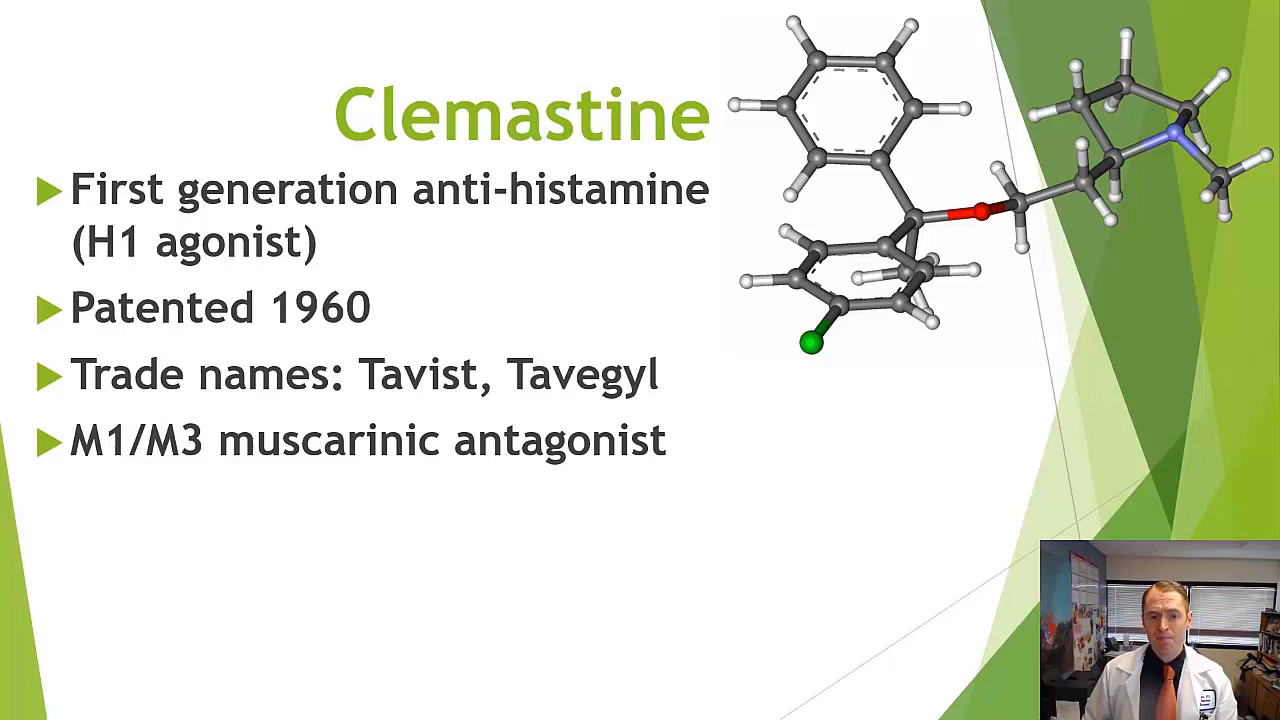 Clemastine
First generation anti-histamine
(H1 agonist)
Patented 1960
Trade names: Tavist, Tavegyl
M1/M3 muscarinic antagonist